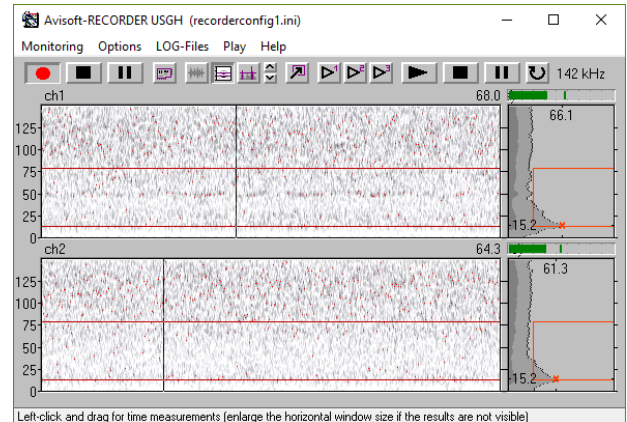 Avisoft-RECORDER USGH (recorderconfig1.ini)
Monitoring Options LOG-Files Play Help
142 kHz
ch1 68.0
66.1
125
100
75
50
25
0
-15.2
ch2 64.3
61.3
125
100
75
50
25
0
-15.2
Left-click and drag for time measurements (enlarge the horizontal window size if the results are not visible)